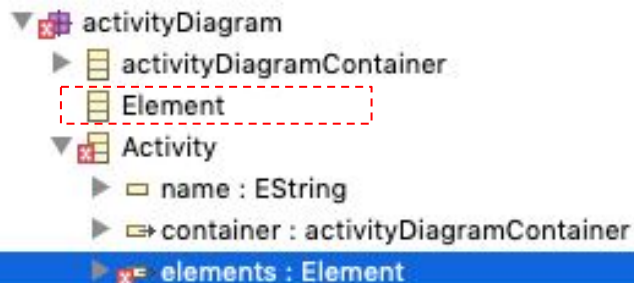 activityDiagram
activityDiagramContainer
Element
Activity
name : EString
container : activityDiagramContainer
elements : Element